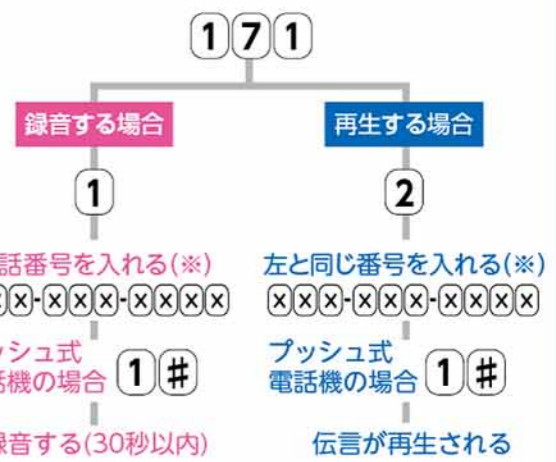 171
録音する場合
1
話番号を入れる(※)
x-xxx-xxxx
シュ式
機の場合 1#
音する(30秒以内)
再生する場合
2
左と同じ番号を入れる(※)
xxx-xxx-xxxx
プッシュ式
電話機の場合 1#
伝言が再生される